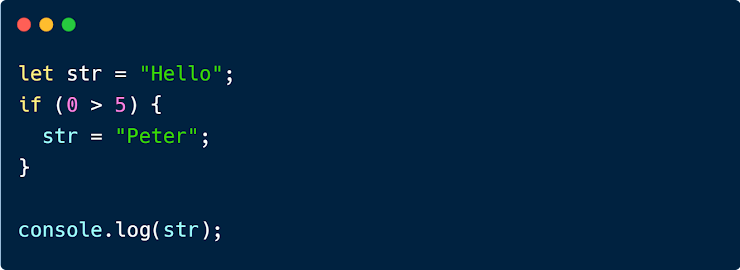 let str = "Hello";
if (0 > 5) {
  str = "Peter";
}

console.log(str);